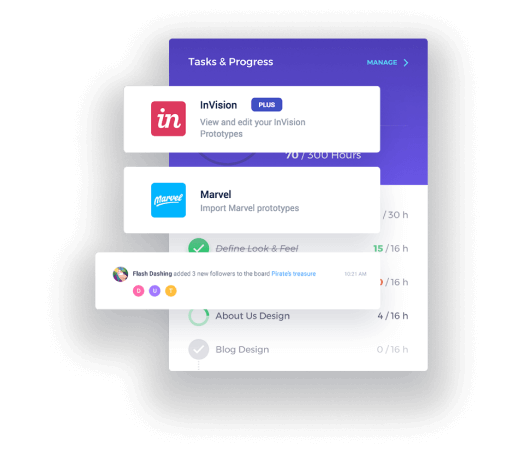 Tasks & Progress
MANAGE
InVision PLUS
View and edit your InVision
Prototypes
70 / 300 Hours
Marvel
Import Marvel prototypes
/ 30 h
Define Look & Feel 15 / 16 h
Flash Dashing added 3 new followers to the board Pirate's treasure 10:21 AM
D U T
/ 16 h
About Us Design 4 / 16 h
Blog Design 0 / 16 h
in
Marvel